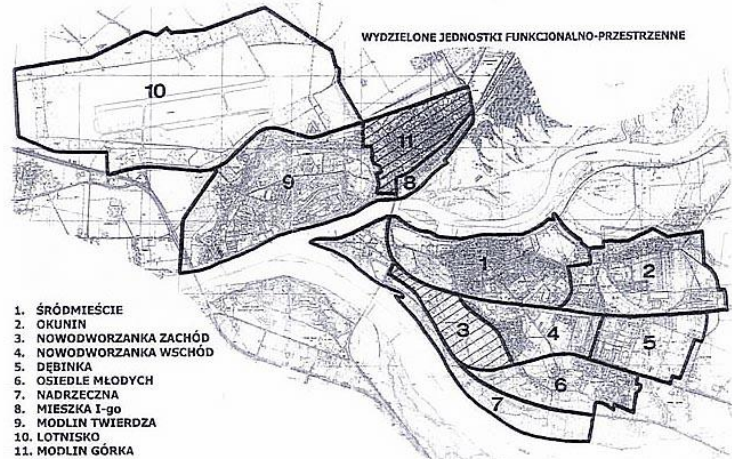 WYDZIELONE JEDNOSTKI FUNKCJONALNO-PRZESTRZENNE
10
11
9
8
1
2
3
4
5
6
7
1. ŚRÓDMIEŚCIE
2. OKUNIN
3. NOWODWORZANKA ZACHÓD
4. NOWODWORZANKA WSCHÓD
5. DĘBINKA
6. OSIEDLE MŁODYCH
7. NADRZECZNA
8. MIESZKA I-go
9. MODLIN TWIERDZA
10. LOTNISKO
11. MODLIN GÓRKA